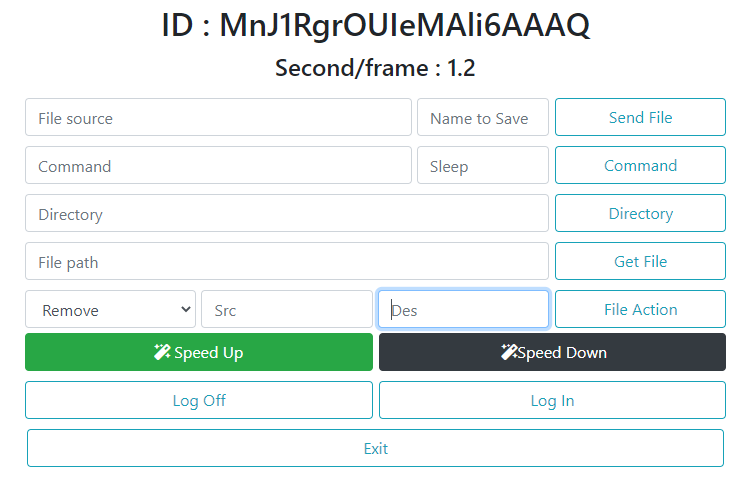 ID : MnJ1RgrOUIeMAli6AAAQ
Second/frame : 1.2
File source Name to Save Send File
Command Sleep Command
Directory Directory
File path Get File
Remove Src Des File Action
Speed Up Speed Down
Log Off Log In
Exit